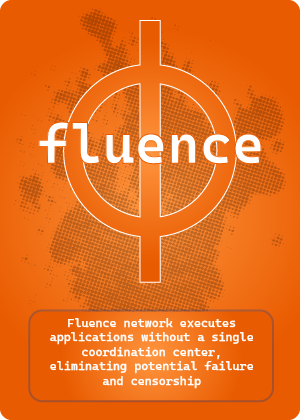 fluence
Fluence network executes
applications without a single
coordination center,
eliminating potential failure
and censorship